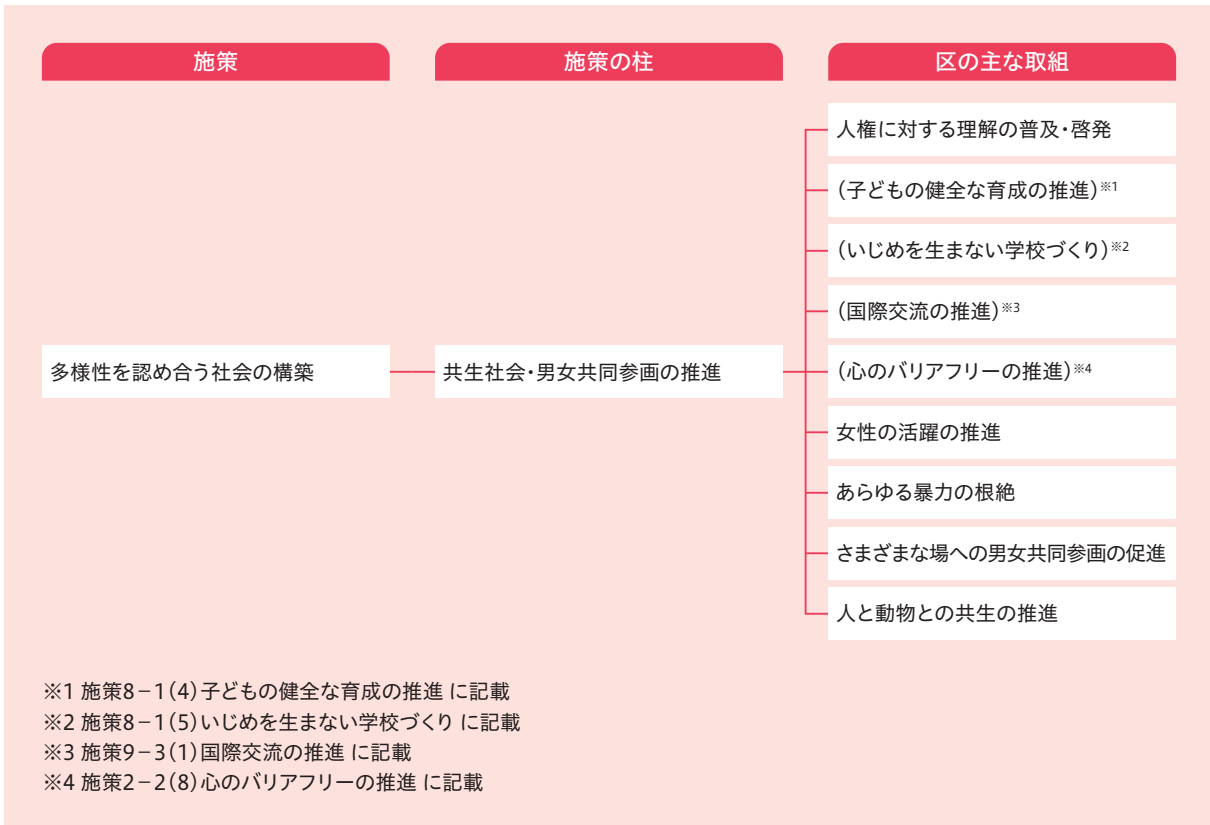 施策
施策の柱
区の主な取組
多様性を認め合う社会の構築
共生社会・男女共同参画の推進
人権に対する理解の普及・啓発
(子どもの健全な育成の推進)※1
(いじめを生まない学校づくり)※2
(国際交流の推進)※3
(心のバリアフリーの推進)※4
女性の活躍の推進
あらゆる暴力の根絶
さまざまな場への男女共同参画の促進
人と動物との共生の推進
※1 施策8−1(4)子どもの健全な育成の推進 に記載
※2 施策8−1(5)いじめを生まない学校づくり に記載
※3 施策9−3(1)国際交流の推進 に記載
※4 施策2−2(8)心のバリアフリーの推進 に記載